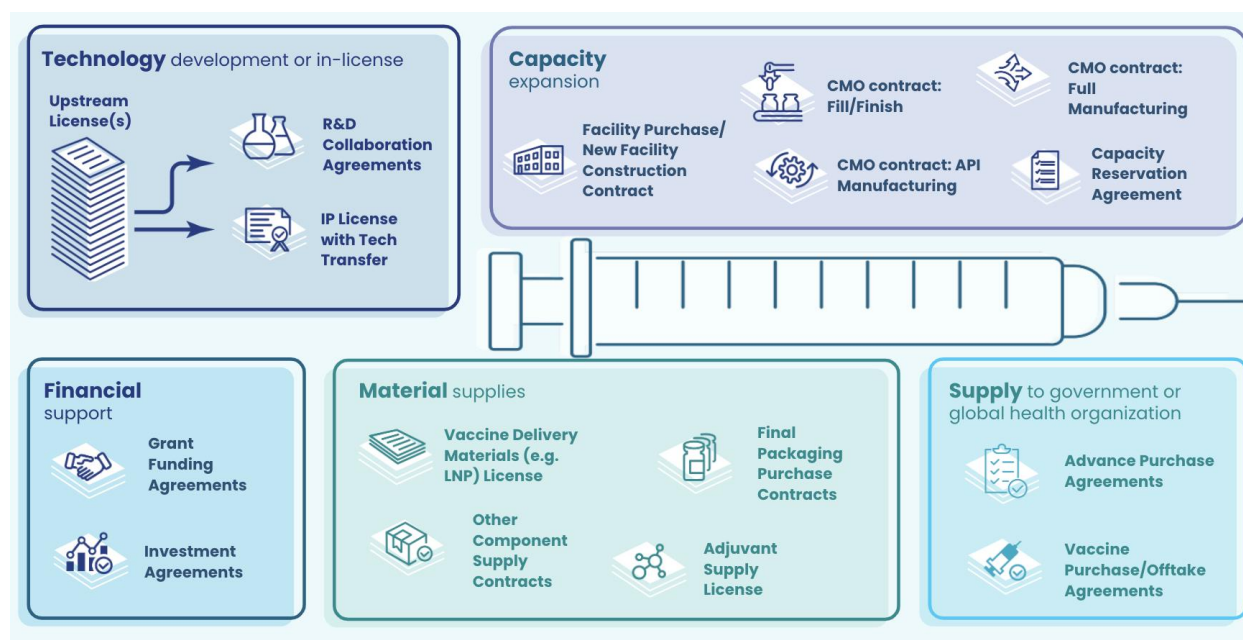 Technology development or in-license
Upstream
License(s)
R&D
Collaboration
Agreements
IP License
with Tech
Transfer
Capacity
expansion
Facility Purchase/
New Facility
Construction
Contract
CMO contract:
Fill/Finish
CMO contract: API
Manufacturing
CMO contract:
Full
Manufacturing
Capacity
Reservation
Agreement
Financial
support
Grant
Funding
Agreements
Investment
Agreements
Material supplies
Vaccine Delivery
Materials (e.g.
LNP) License
Final
Packaging
Purchase
Contracts
Other
Component
Supply
Contracts
Adjuvant
Supply
License
Supply to government or
global health organization
Advance Purchase
Agreements
Vaccine
Purchase/Offtake
Agreements